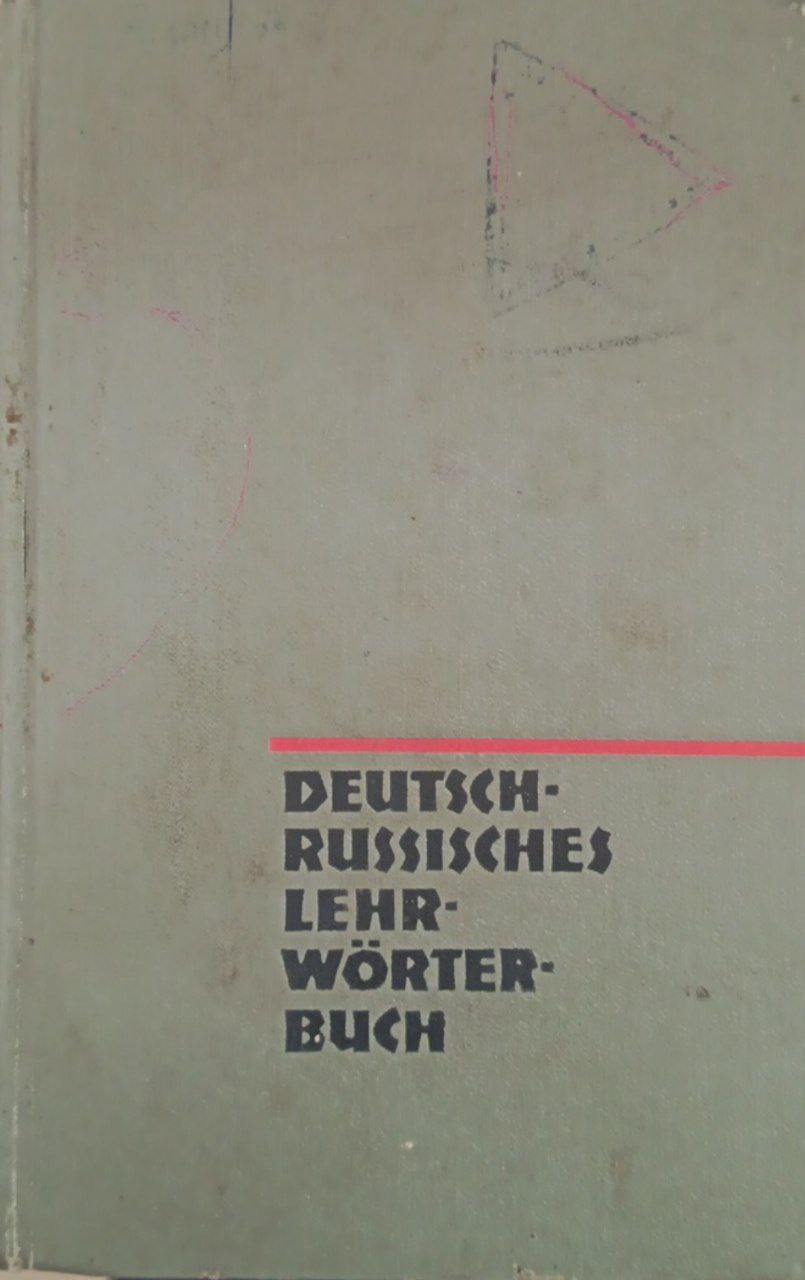 DEUTSCH-
RUSSISCHES
LEHR-
WÖRTER-
BUCH